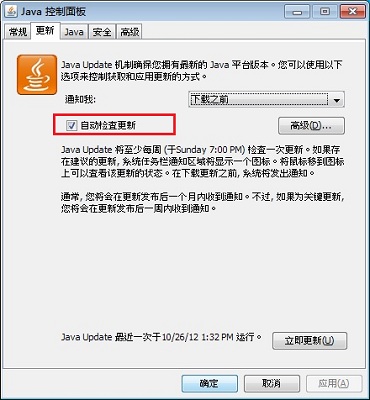 Java 控制面板
常规 更新 Java 安全 高级
Java Update 机制确保您拥有最新的 Java 平台版本。您可以使用以下
选项来控制获取和应用更新的方式。
通知我:
下载之前
自动检查更新
高级(D)...
Java Update 将至少每周 (于Sunday 7:00 PM) 检查一次更新。如果存
在建议的更新, 系统任务栏通知区域将显示一个图标。将鼠标移到图标
上可以查看该更新的状态。在下载更新之前, 系统将发出通知。
通常, 您将会在更新发布后一个月内收到通知。不过, 如果为关键更新,
您将会在更新发布后一周内收到通知。
Java Update 最近一次于10/26/12 1:32 PM 运行。
立即更新(U)
确定 取消 应用(A)